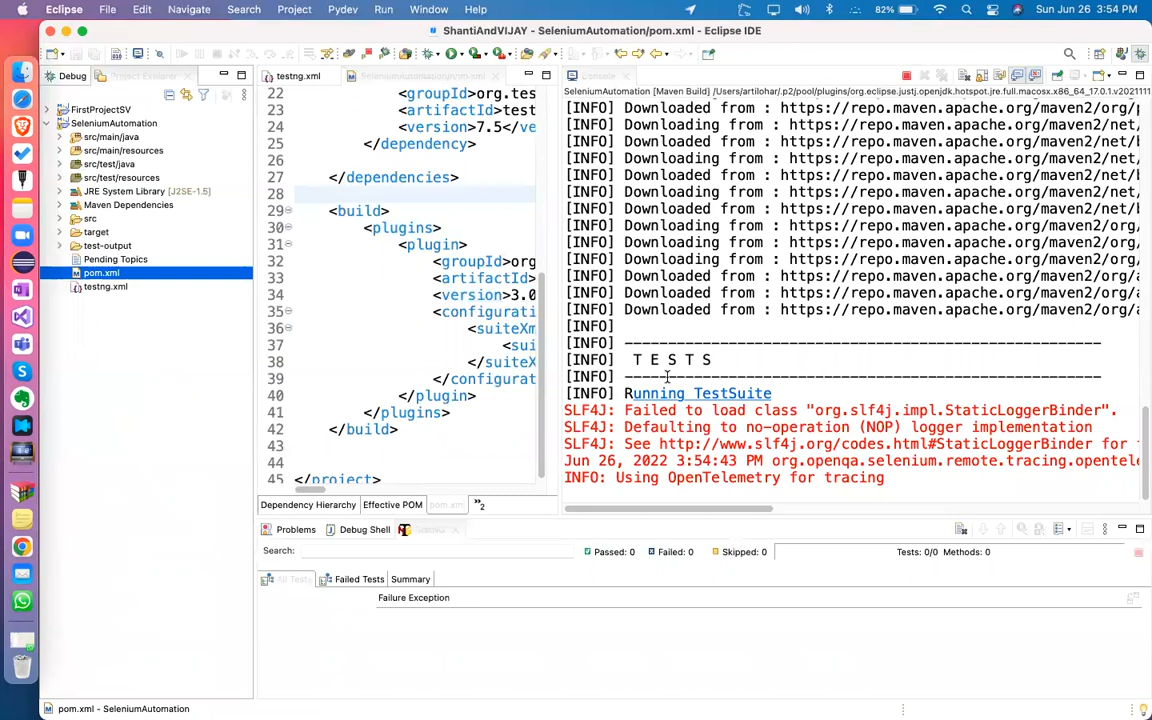 Eclipse File Edit Navigate Search Project Pydev Run Window Help 82% Sun Jun 26 3:54 PM
ShantiAndVIJAY - SeleniumAutomation/pom.xml - Eclipse IDE
Debug Project Explorer
FirstProjectSV
SeleniumAutomation
src/main/java
src/main/resources
src/test/java
src/test/resources
JRE System Library [J2SE-1.5]
Maven Dependencies
src
target
test-output
Pending Topics
pom.xml
testng.xml
testng.xml SeleniumAutomation/pom.xml
22 <groupId>org.tes
23 <artifactId>test
24 <version>7.5</ve
25 </dependency>
26
27 </dependencies>
28
29 <build>
30 <plugins>
31 <plugin>
32 <groupId>org
33 <artifactId>
34 <version>3.0
35 <configurati
36 <suiteXm
37 <sui
38 </suiteX
39 </configurat
40 </plugin>
41 </plugins>
42 </build>
43
44
45 </project>
Dependency Hierarchy Effective POM pom.xml »2
Console
SeleniumAutomation [Maven Build] /Users/artilohar/.p2/pool/plugins/org.eclipse.justj.openjdk.hotspot.jre.full.macosx.x86_64_17.0.1.v2021111
[INFO] Downloaded from : https://repo.maven.apache.org/maven2/org/a
[INFO] Downloaded from : https://repo.maven.apache.org/maven2/net/
[INFO] Downloaded from : https://repo.maven.apache.org/maven2/net/b
[INFO] Downloaded from : https://repo.maven.apache.org/maven2/net/
[INFO] Downloaded from : https://repo.maven.apache.org/maven2/net/
[INFO] Downloaded from : https://repo.maven.apache.org/maven2/net/
[INFO] Downloaded from : https://repo.maven.apache.org/maven2/net/b
[INFO] Downloaded from : https://repo.maven.apache.org/maven2/org/
[INFO] Downloaded from : https://repo.maven.apache.org/maven2/org/
[INFO] Downloaded from : https://repo.maven.apache.org/maven2/org/
[INFO] Downloaded from : https://repo.maven.apache.org/maven2/org/a
[INFO] Downloaded from : https://repo.maven.apache.org/maven2/org/
[INFO] Downloaded from : https://repo.maven.apache.org/maven2/org/a
[INFO]
[INFO] -------------------------------------------------------
[INFO] T E S T S
[INFO] -------------------------------------------------------
[INFO] Running TestSuite
SLF4J: Failed to load class "org.slf4j.impl.StaticLoggerBinder".
SLF4J: Defaulting to no-operation (NOP) logger implementation
SLF4J: See http://www.slf4j.org/codes.html#StaticLoggerBinder for
Jun 26, 2022 3:54:43 PM org.openqa.selenium.remote.tracing.opentele
INFO: Using OpenTelemetry for tracing
Problems Debug Shell
Search: Passed: 0 Failed: 0 Skipped: 0 Tests: 0/0 Methods: 0
All Tests Failed Tests Summary
Failure Exception
pom.xml - SeleniumAutomation